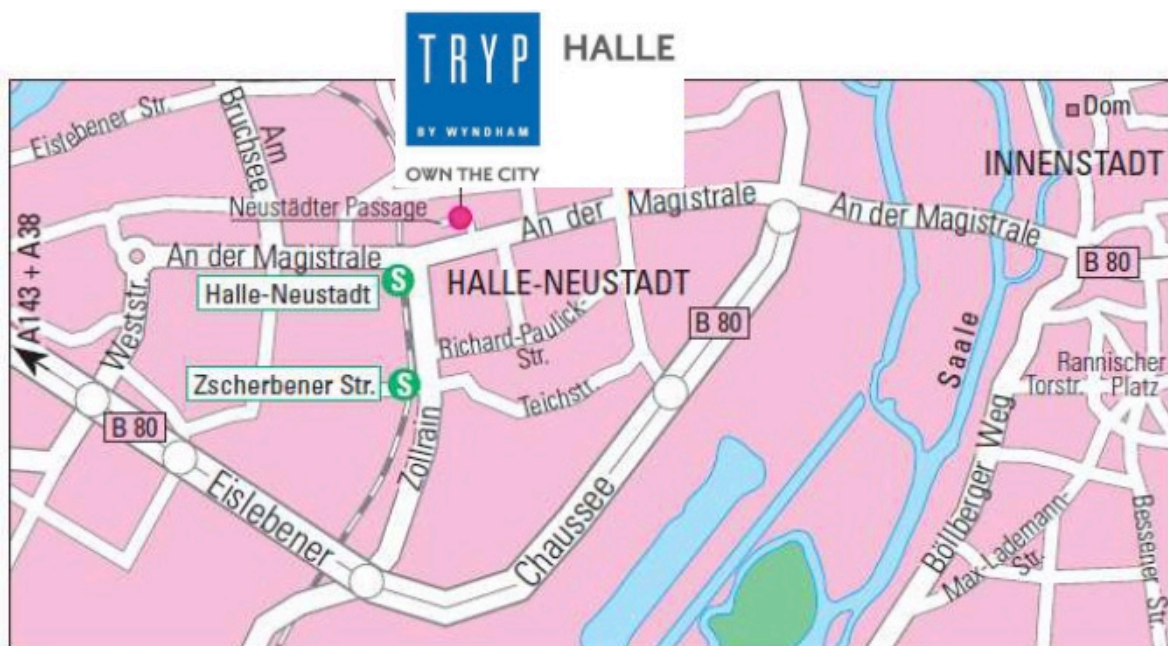 TRYP
BY WYNDHAM
OWN THE CITY
HALLE
Eislebener Str.
Am
Bruchsee
Neustädter Passage
An der Magistrale
An der Magistrale
An der Magistrale
Dom
INNENSTADT
B 80
A143 + A38
Weststr.
Halle-Neustadt
S
HALLE-NEUSTADT
Richard-Paulick-
Str.
B 80
Zscherbener Str.
S
Teichstr.
Zollrain
B 80
Eislebener
Chaussee
Saale
Böllberger Weg
Rannischer
Platz
Torstr.
Max-Lademann-
Str.
Bessener Str.